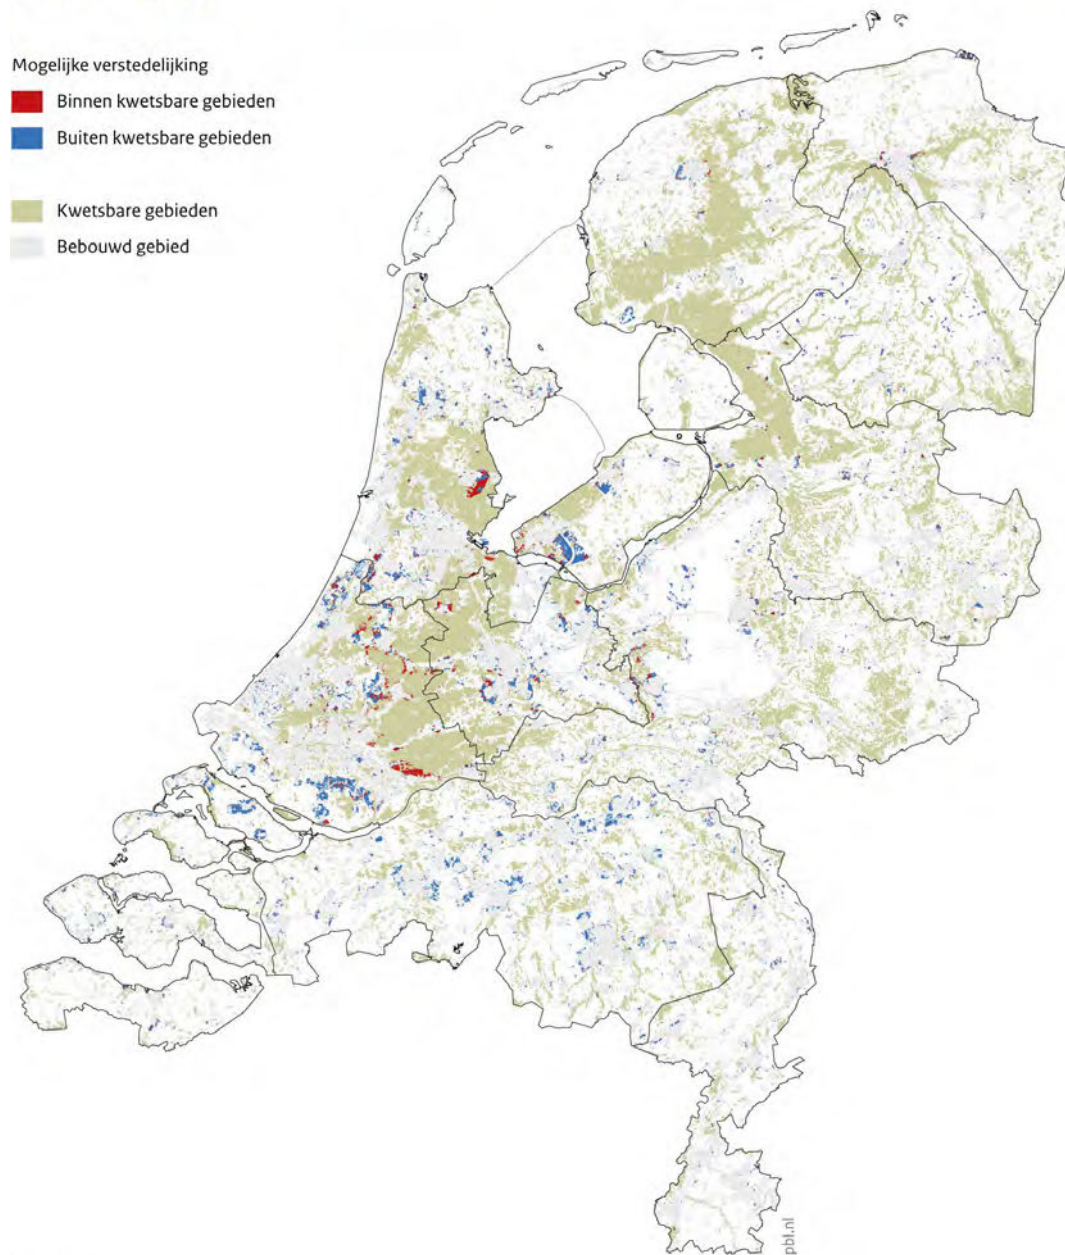 Mogelijke verstedelijking
Binnen kwetsbare gebieden
Buiten kwetsbare gebieden
Kwetsbare gebieden
Bebouwd gebied
pbl.nl